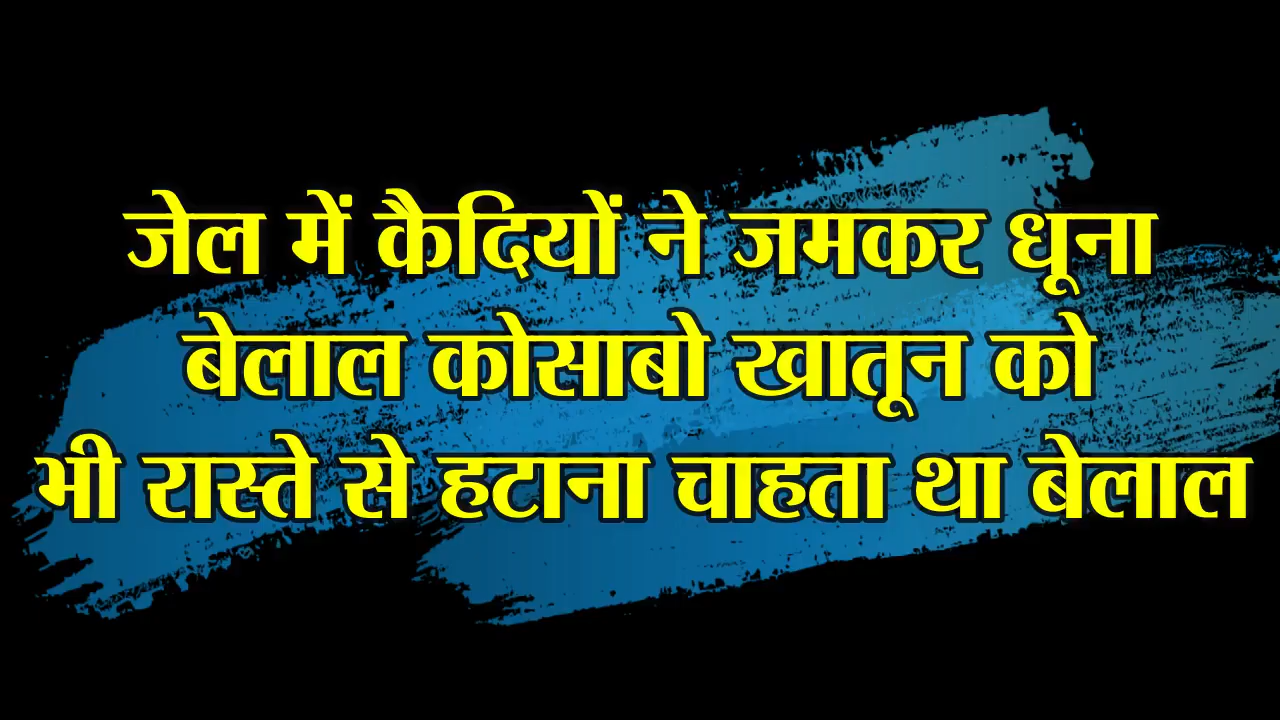 जेल में कैदियों ने जमकर धूना
बेलाल कोसाबो खातून को
भी रास्ते से हटाना चाहता था बेलाल